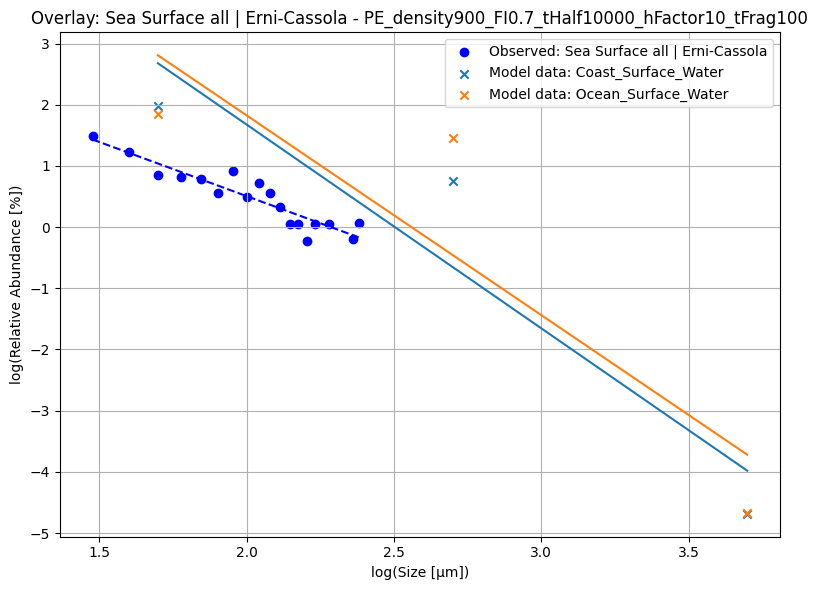 Overlay: Sea Surface all | Erni-Cassola - PE_density900_FI0.7_tHalf10000_hFactor10_tFrag100
Observed: Sea Surface all | Erni-Cassola
Model data: Coast_Surface_Water
Model data: Ocean_Surface_Water
log(Relative Abundance [%])
3
2
1
0
−1
−2
−3
−4
−5
1.5
2.0
2.5
3.0
3.5
log(Size [μm])